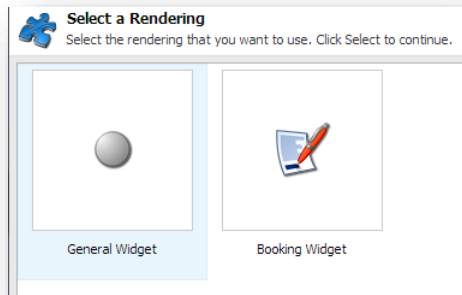 Select a Rendering
Select the rendering that you want to use. Click Select to continue.
General Widget
Booking Widget